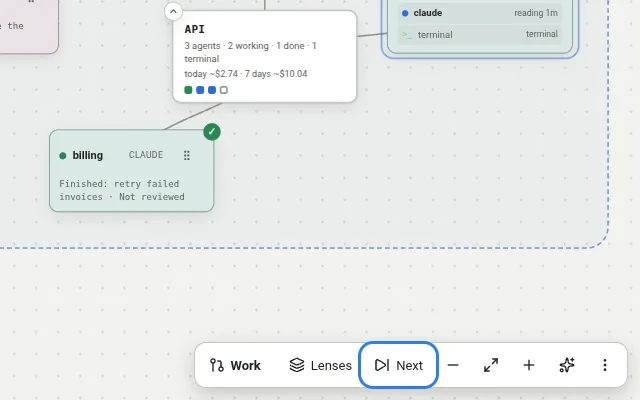 e the
API
3 agents · 2 working · 1 done · 1
terminal
today ~$2.74 · 7 days ~$10.04
claude reading 1m
>_ terminal terminal
billing CLAUDE
Finished: retry failed
invoices · Not reviewed
Work Lenses Next